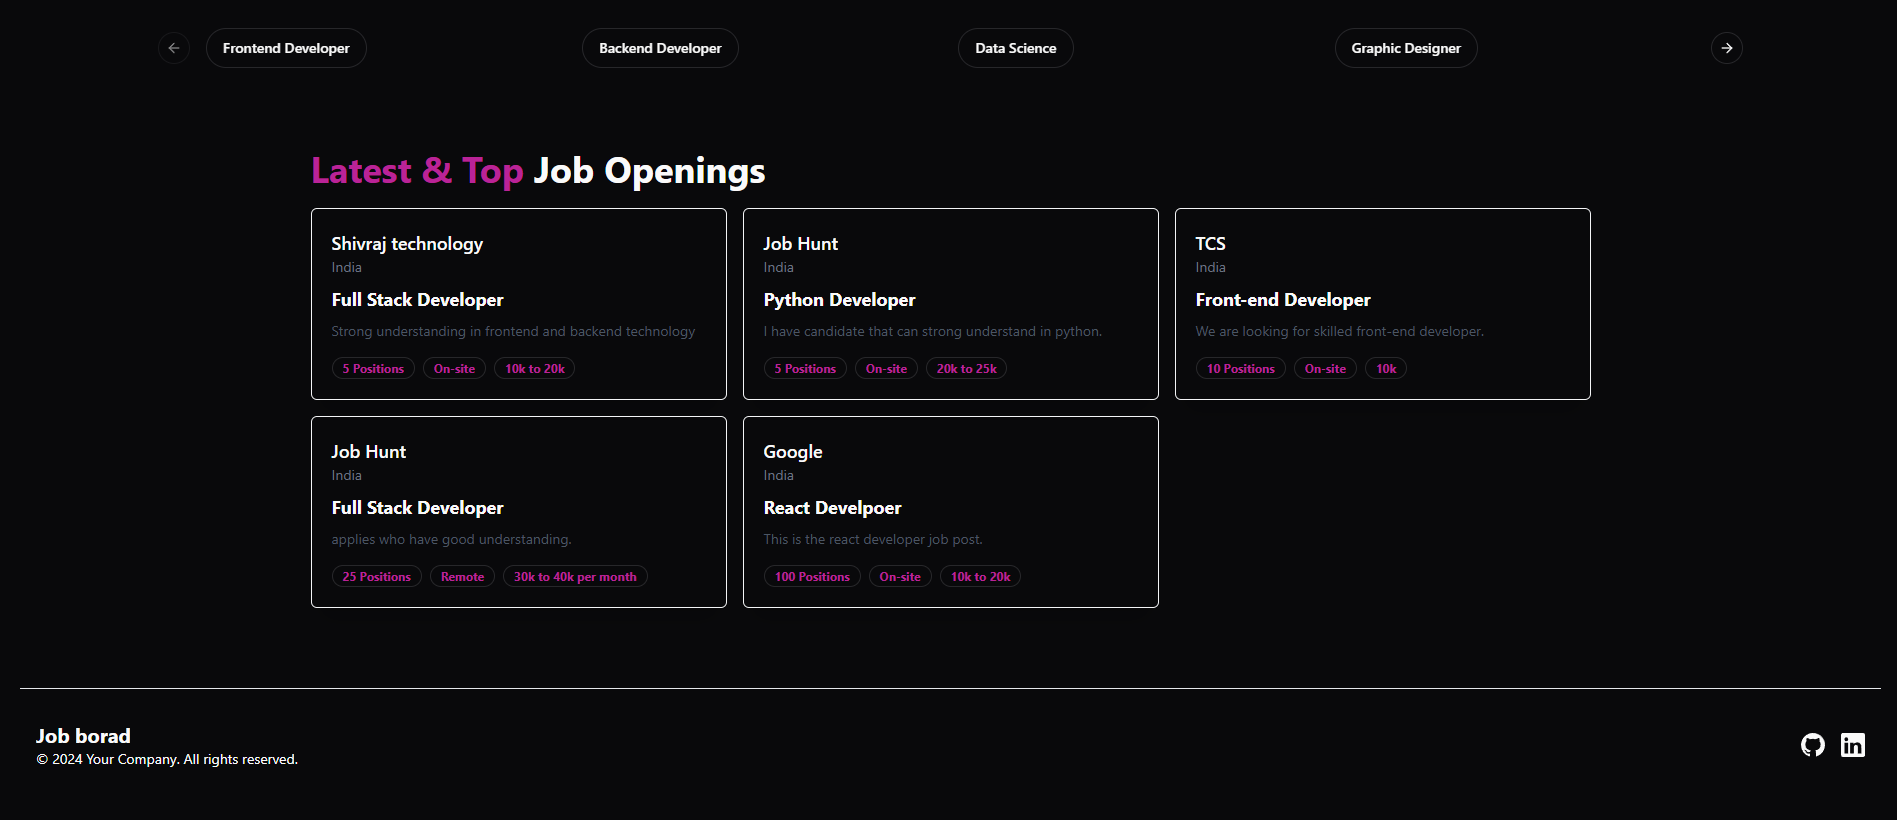 Frontend Developer
Backend Developer
Data Science
Graphic Designer
Latest & Top Job Openings
Shivraj technology
India
Full Stack Developer
Strong understanding in frontend and backend technology
5 Positions
On-site
10k to 20k
Job Hunt
India
Python Developer
I have candidate that can strong understand in python.
5 Positions
On-site
20k to 25k
TCS
India
Front-end Developer
We are looking for skilled front-end developer.
10 Positions
On-site
10k
Job Hunt
India
Full Stack Developer
applies who have good understanding.
25 Positions
Remote
30k to 40k per month
Google
India
React Develpoer
This is the react developer job post.
100 Positions
On-site
10k to 20k
Job borad
© 2024 Your Company. All rights reserved.